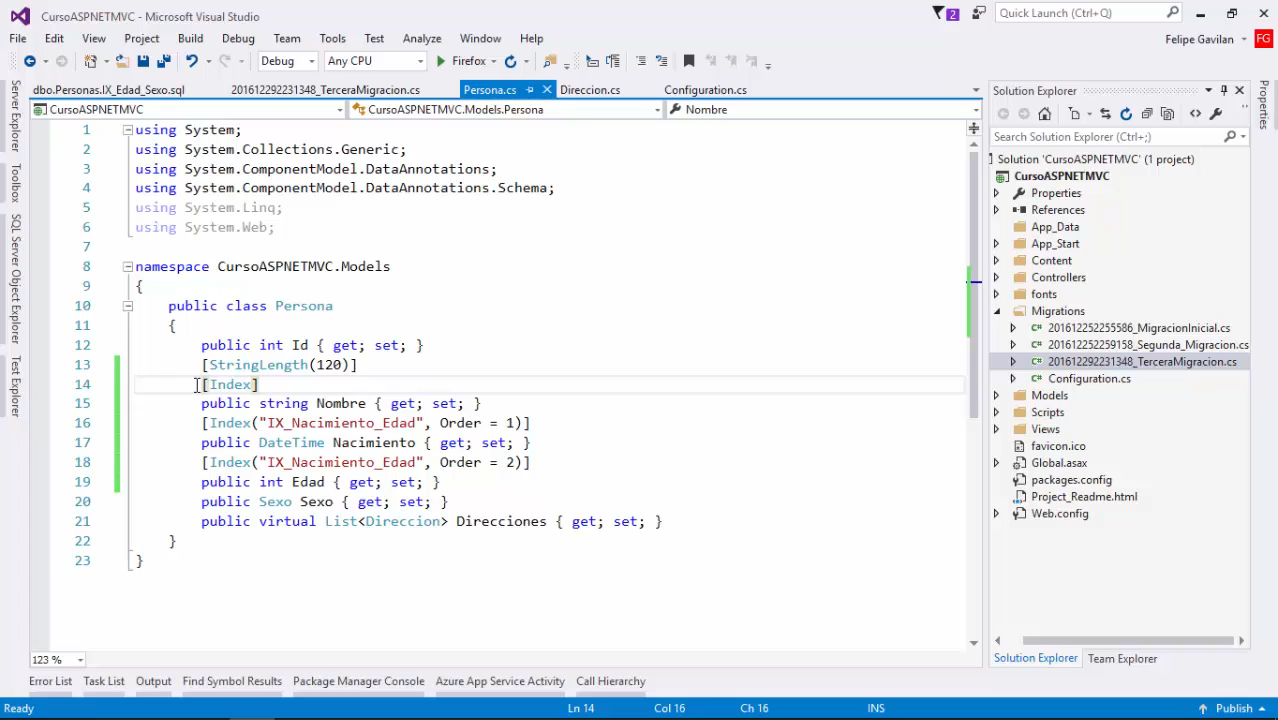 CursoASPNETMVC - Microsoft Visual Studio
2
Quick Launch (Ctrl+Q)
File Edit View Project Build Debug Team Tools Test Analyze Window Help
Felipe Gavilan FG
Debug Any CPU Firefox
dbo.Personas.IX_Edad_Sexo.sql 201612292231348_TerceraMigracion.cs Persona.cs Direccion.cs Configuration.cs
CursoASPNETMVC CursoASPNETMVC.Models.Persona Nombre
Server Explorer
Toolbox
SQL Server Object Explorer
Test Explorer
1 using System;
2 using System.Collections.Generic;
3 using System.ComponentModel.DataAnnotations;
4 using System.ComponentModel.DataAnnotations.Schema;
5 using System.Linq;
6 using System.Web;
7
8 namespace CursoASPNETMVC.Models
9 {
10 public class Persona
11 {
12 public int Id { get; set; }
13 [StringLength(120)]
14 [Index]
15 public string Nombre { get; set; }
16 [Index("IX_Nacimiento_Edad", Order = 1)]
17 public DateTime Nacimiento { get; set; }
18 [Index("IX_Nacimiento_Edad", Order = 2)]
19 public int Edad { get; set; }
20 public Sexo Sexo { get; set; }
21 public virtual List<Direccion> Direcciones { get; set; }
22 }
23 }
123 %
Solution Explorer
Search Solution Explorer (Ctrl+;)
Solution 'CursoASPNETMVC' (1 project)
CursoASPNETMVC
Properties
References
App_Data
App_Start
Content
Controllers
fonts
Migrations
C# 201612252255586_MigracionInicial.cs
C# 201612252259158_Segunda_Migracion.cs
C# 201612292231348_TerceraMigracion.cs
C# Configuration.cs
Models
Scripts
Views
favicon.ico
Global.asax
packages.config
Project_Readme.html
Web.config
Solution Explorer Team Explorer
Properties
Error List Task List Output Find Symbol Results Package Manager Console Azure App Service Activity Call Hierarchy
Ready Ln 14 Col 16 Ch 16 INS Publish